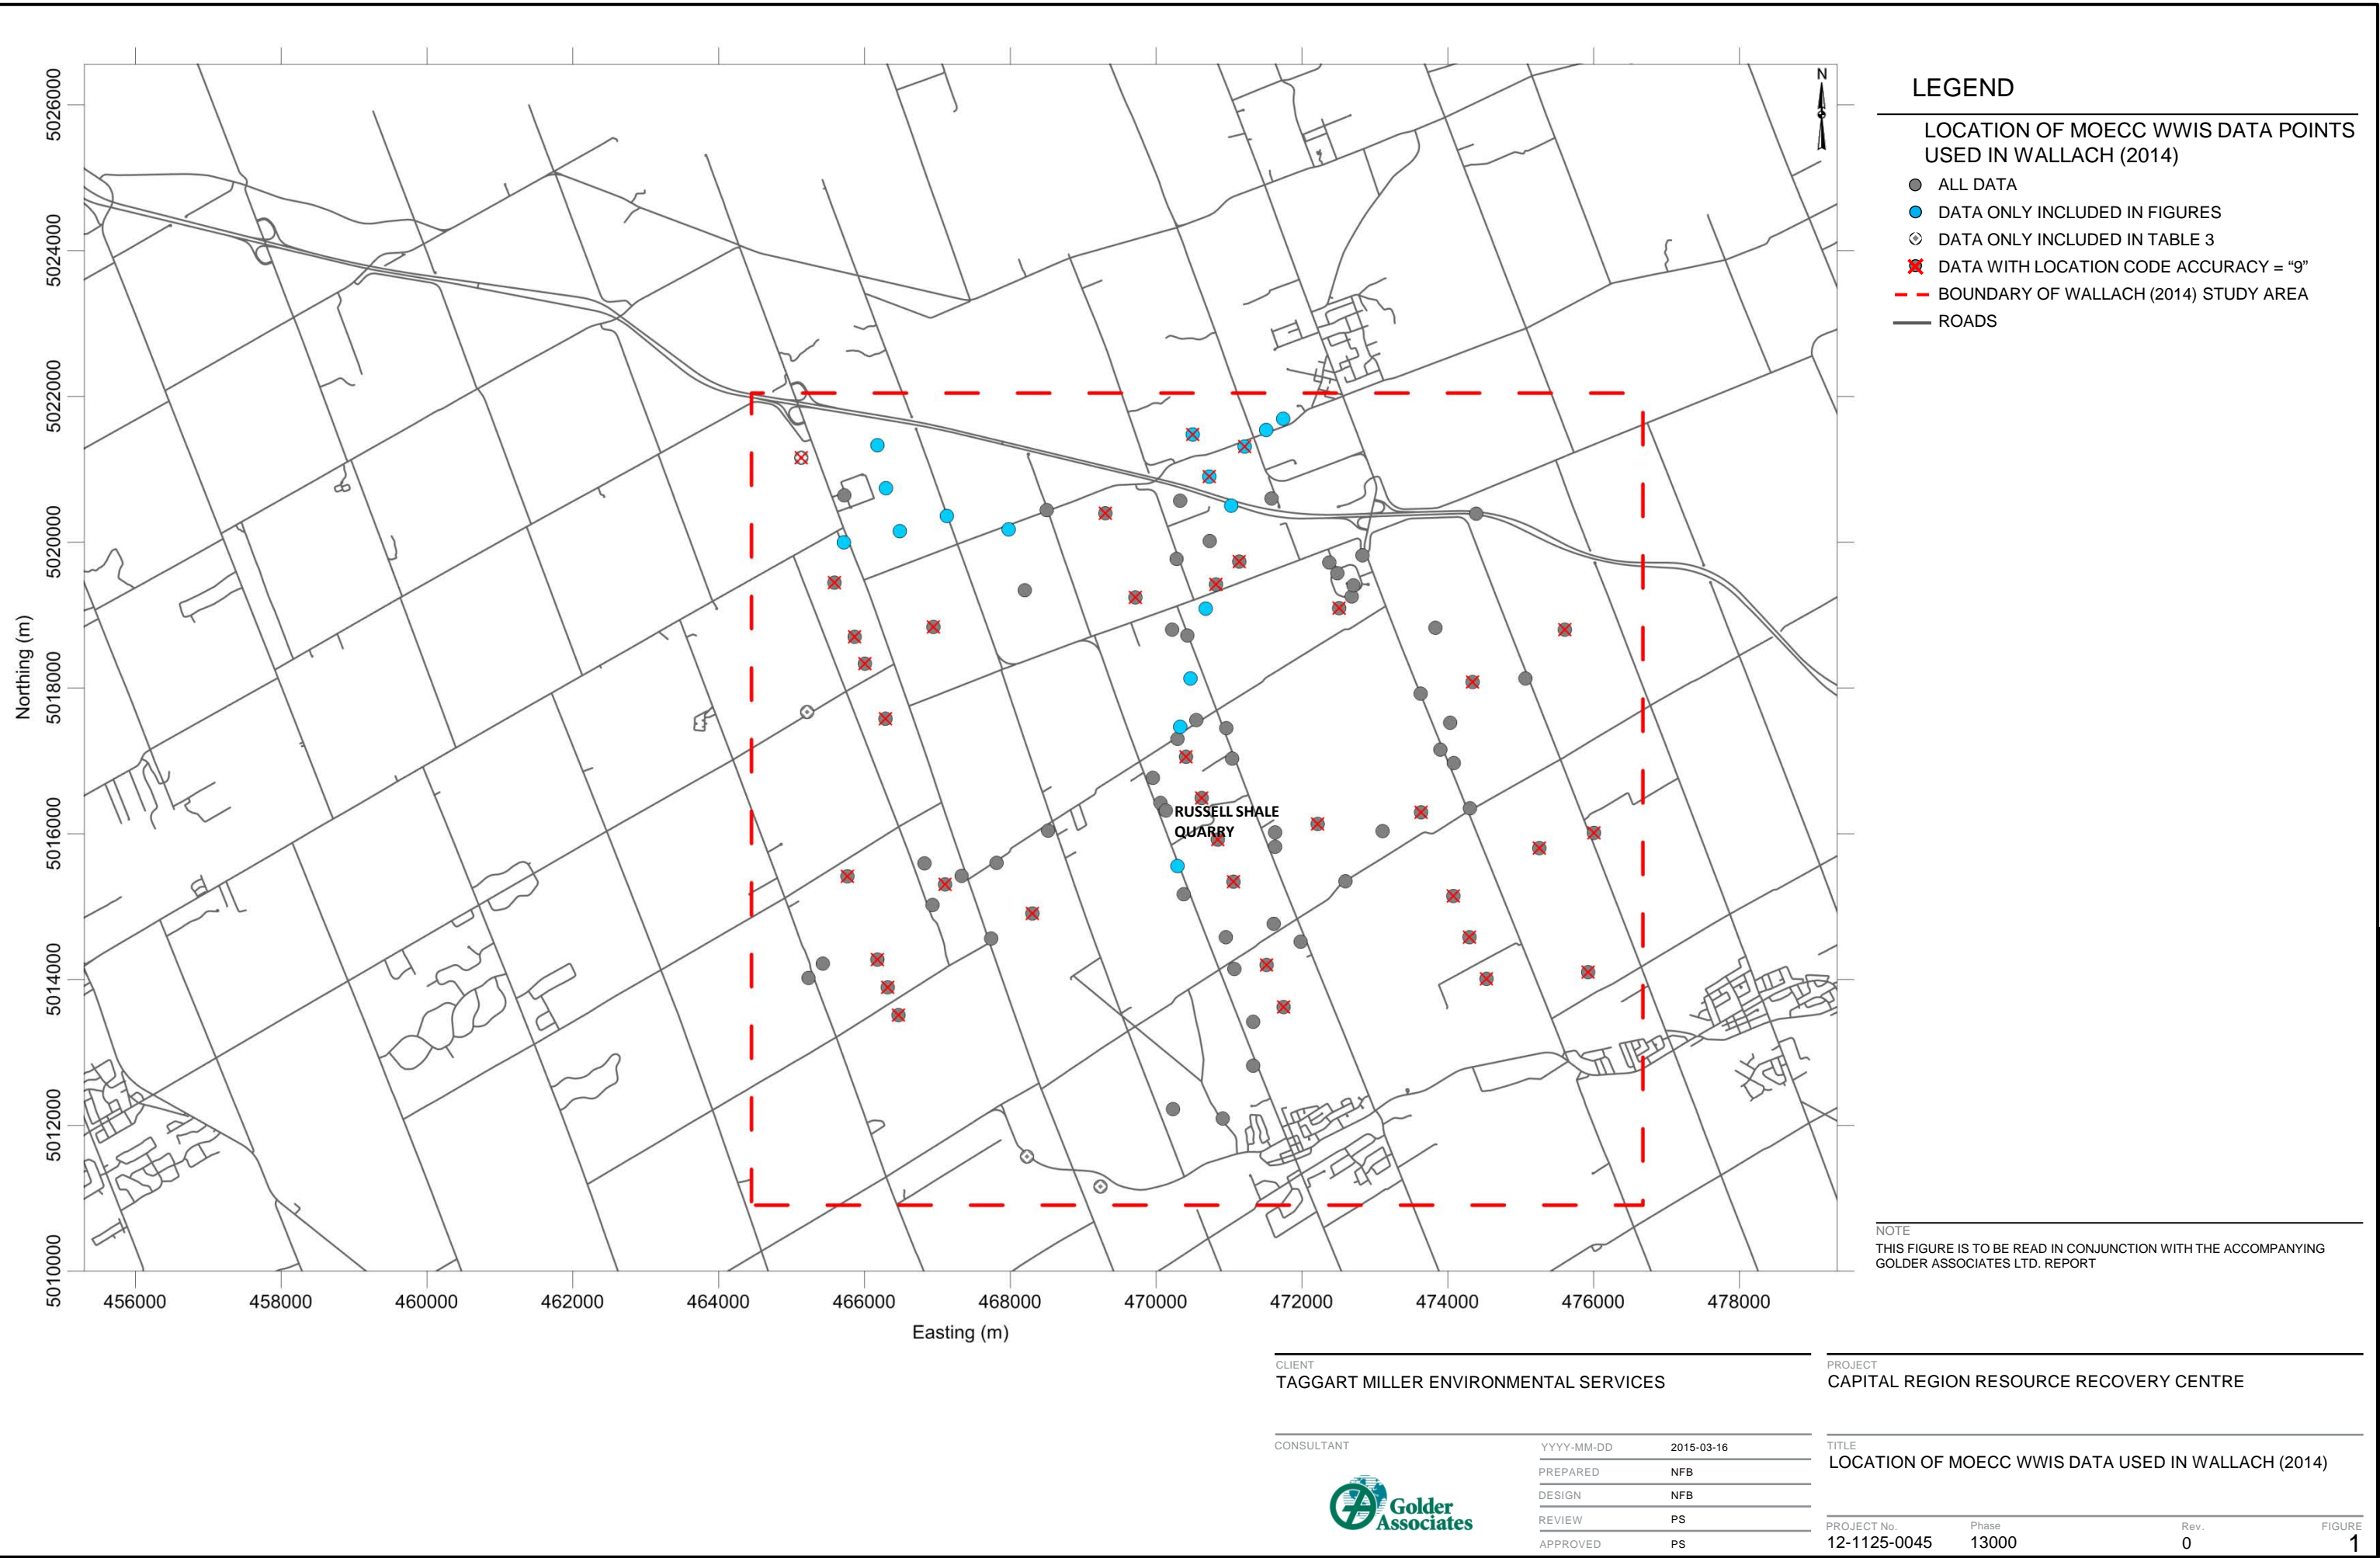 N
LEGEND
LOCATION OF MOECC WWIS DATA POINTS
USED IN WALLACH (2014)
ALL DATA
DATA ONLY INCLUDED IN FIGURES
DATA ONLY INCLUDED IN TABLE 3
DATA WITH LOCATION CODE ACCURACY = “9”
BOUNDARY OF WALLACH (2014) STUDY AREA
ROADS
5026000
5024000
5022000
5020000
5018000
5016000
5014000
5012000
5010000
Northing (m)
RUSSELL SHALE
QUARRY
456000 458000 460000 462000 464000 466000 468000 470000 472000 474000 476000 478000
Easting (m)
NOTE
THIS FIGURE IS TO BE READ IN CONJUNCTION WITH THE ACCOMPANYING
GOLDER ASSOCIATES LTD. REPORT
CLIENT
TAGGART MILLER ENVIRONMENTAL SERVICES
PROJECT
CAPITAL REGION RESOURCE RECOVERY CENTRE
CONSULTANT
Golder
Associates
YYYY-MM-DD 2015-03-16
PREPARED NFB
DESIGN NFB
REVIEW PS
APPROVED PS
TITLE
LOCATION OF MOECC WWIS DATA USED IN WALLACH (2014)
PROJECT No. Phase Rev. FIGURE
12-1125-0045 13000 0 1